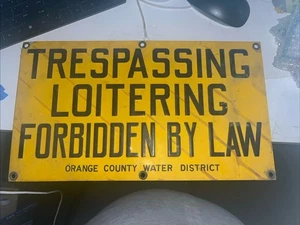 TRESPASSING
LOITERING
FORBIDDEN BY LAW
ORANGE COUNTY WATER DISTRICT